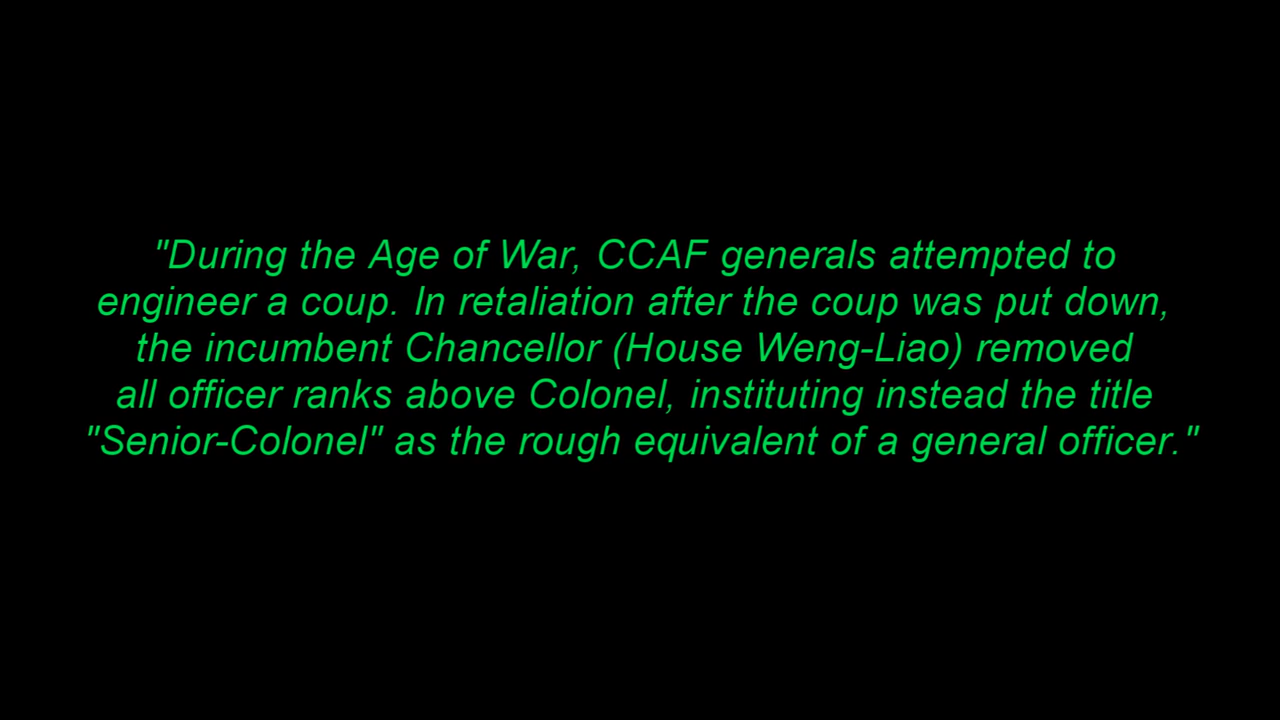 "During the Age of War, CCAF generals attempted to
engineer a coup. In retaliation after the coup was put down,
the incumbent Chancellor (House Weng-Liao) removed
all officer ranks above Colonel, instituting instead the title
"Senior-Colonel" as the rough equivalent of a general officer."